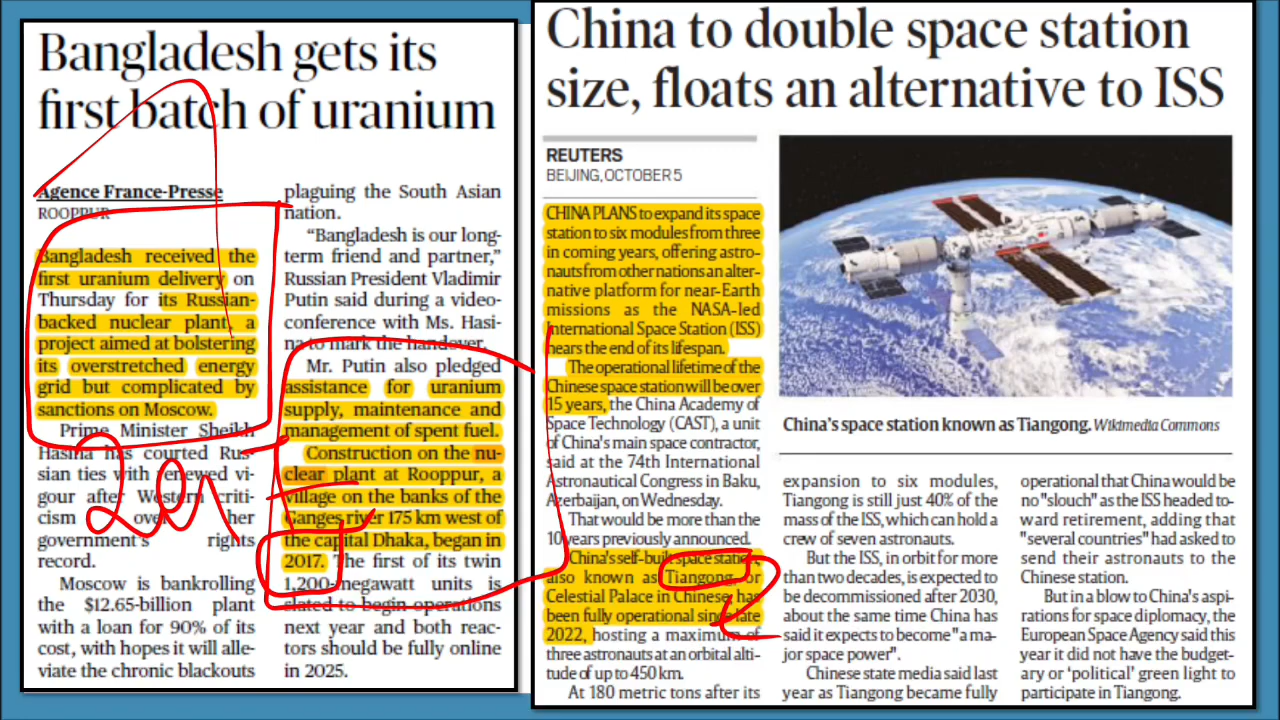 Bangladesh gets its
first batch of uranium
Agence France-Presse
ROOPPUR
Bangladesh received the
first uranium delivery on
Thursday for its Russian-
backed nuclear plant, a
project aimed at bolstering
its overstretched energy
grid but complicated by
sanctions on Moscow.
Prime Minister Sheikh
Hasina has courted Rus-
sian ties with renewed vi-
gour after Western criti-
cism over her
government's rights
record.
Moscow is bankrolling
the $12.65-billion plant
with a loan for 90% of its
cost, with hopes it will alle-
viate the chronic blackouts
plaguing the South Asian
nation.
“Bangladesh is our long-
term friend and partner,”
Russian President Vladimir
Putin said during a video-
conference with Ms. Hasi-
na to mark the handover.
Mr. Putin also pledged
assistance for uranium
supply, maintenance and
management of spent fuel.
Construction on the nu-
clear plant at Rooppur, a
village on the banks of the
Ganges river 175 km west of
the capital Dhaka, began in
2017. The first of its twin
1,200-megawatt units is
slated to begin operations
next year and both reac-
tors should be fully online
in 2025.
China to double space station
size, floats an alternative to ISS
REUTERS
BEIJING, OCTOBER 5
CHINA PLANS to expand its space
station to six modules from three
in coming years, offering astro-
nauts from other nations an alter-
native platform for near-Earth
missions as the NASA-led
International Space Station (ISS)
nears the end of its lifespan.
The operational lifetime of the
Chinese space station will be over
15 years, the China Academy of
Space Technology (CAST), a unit
of China's main space contractor,
said at the 74th International
Astronautical Congress in Baku,
Azerbaijan, on Wednesday.
That would be more than the
10 years previously announced.
China's self-built space station,
also known as Tiangong, or
Celestial Palace in Chinese, has
been fully operational since late
2022, hosting a maximum of
three astronauts at an orbital alti-
tude of up to 450 km.
At 180 metric tons after its
China's space station known as Tiangong. Wikimedia Commons
expansion to six modules,
Tiangong is still just 40% of the
mass of the ISS, which can hold a
crew of seven astronauts.
But the ISS, in orbit for more
than two decades, is expected to
be decommissioned after 2030,
about the same time China has
said it expects to become "a ma-
jor space power".
Chinese state media said last
year as Tiangong became fully
operational that China would be
no "slouch" as the ISS headed to-
ward retirement, adding that
"several countries" had asked to
send their astronauts to the
Chinese station.
But in a blow to China's aspi-
rations for space diplomacy, the
European Space Agency said this
year it did not have the budget-
ary or ‘political’ green light to
participate in Tiangong.